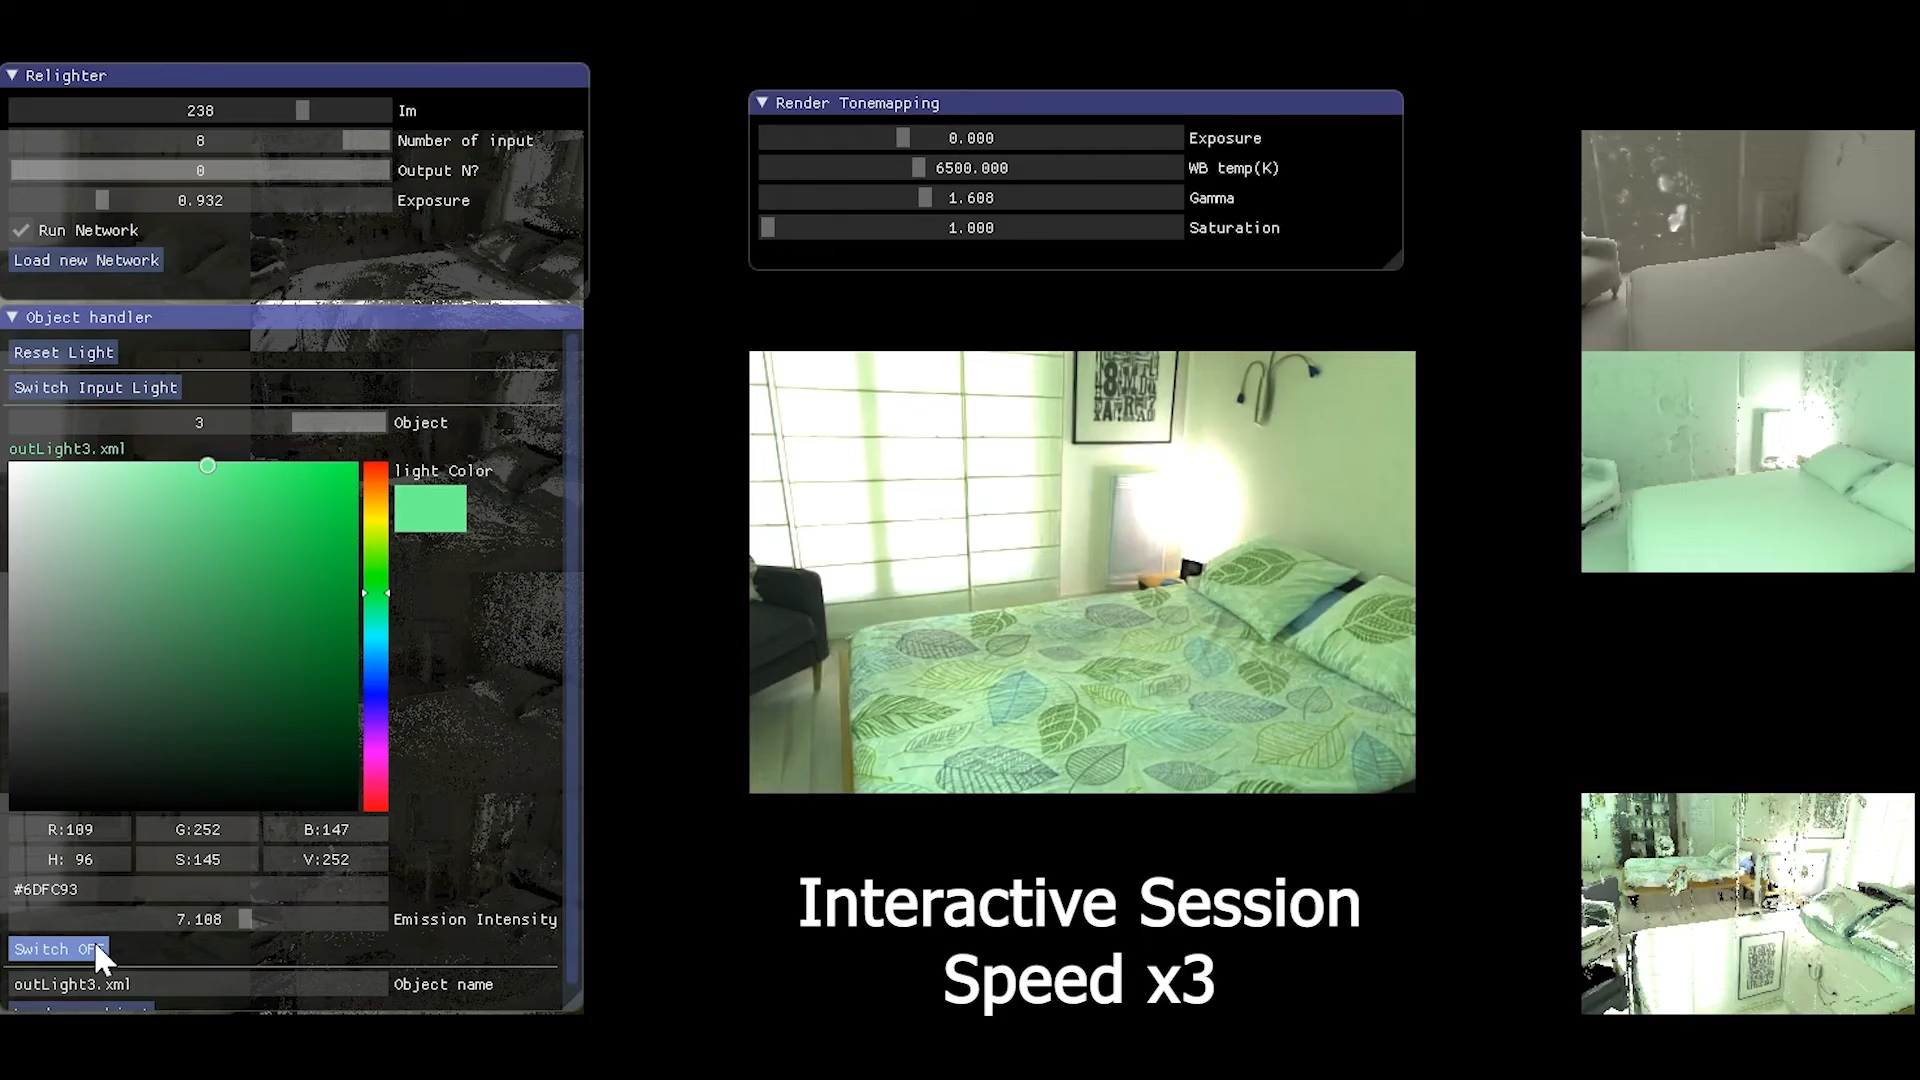 Relighter
238 Im
8 Number of input
0 Output N?
0.932 Exposure
Run Network
Load new Network
Object handler
Reset Light
Switch Input Light
3 Object
outLight3.xml
light Color
R:109 G:252 B:147
H: 96 S:145 V:252
#6DFC93
7.108 Emission Intensity
Switch OFF
outLight3.xml Object name
Render Tonemapping
0.000 Exposure
6500.000 WB temp(K)
1.608 Gamma
1.000 Saturation
Interactive Session
Speed x3